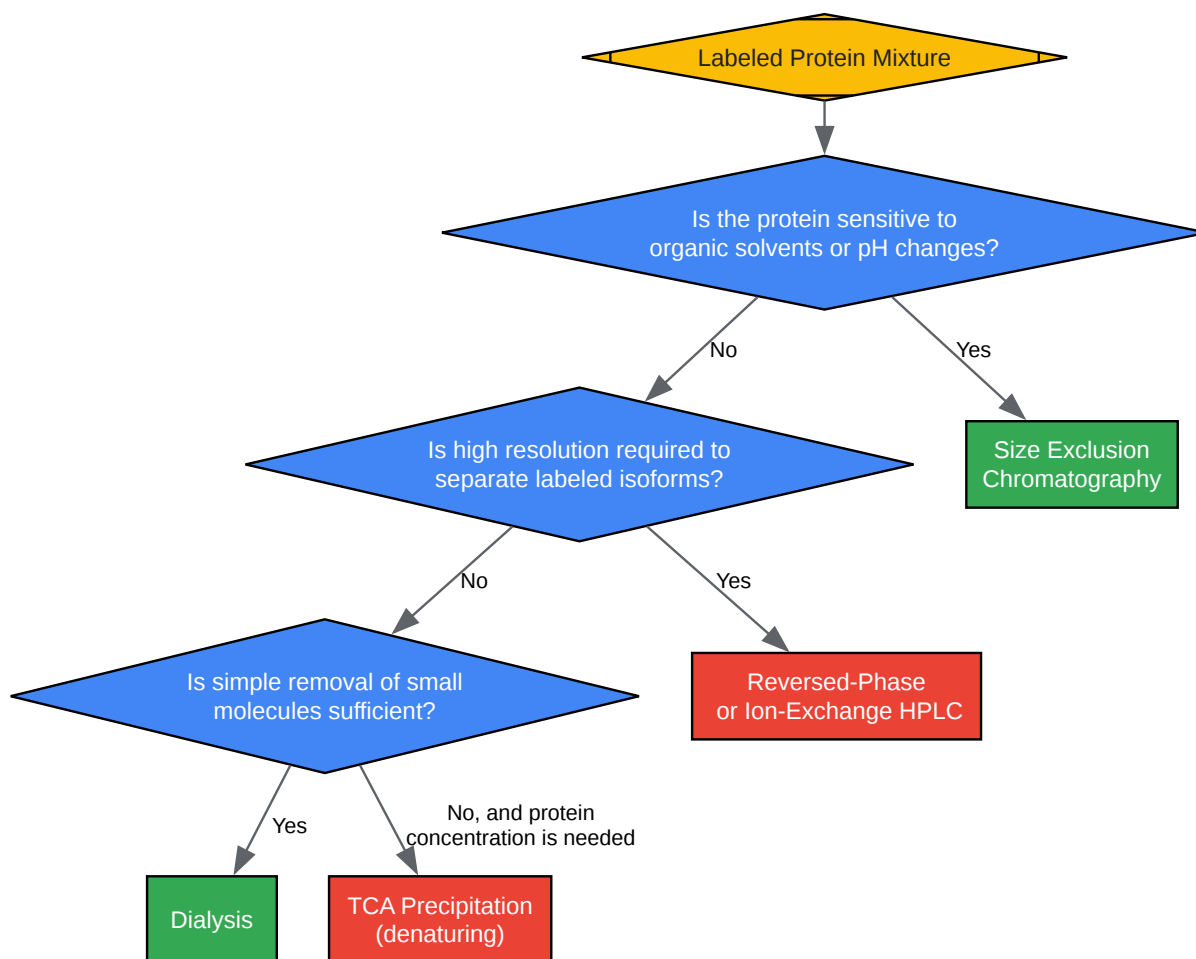 Labeled Protein Mixture
Is the protein sensitive to
organic solvents or pH changes?
No
Yes
Is high resolution required to
separate labeled isoforms?
Size Exclusion
Chromatography
No
Yes
Is simple removal of small
molecules sufficient?
Reversed-Phase
or Ion-Exchange HPLC
Yes
No, and protein
concentration is needed
Dialysis
TCA Precipitation
(denaturing)